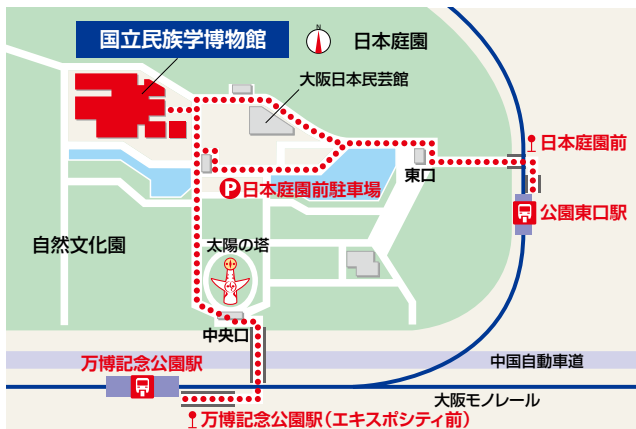 国立民族学博物館
N
日本庭園
大阪日本民芸館
日本庭園前
東口
P日本庭園前駐車場
公園東口駅
自然文化園
太陽の塔
中央口
中国自動車道
万博記念公園駅
大阪モノレール
万博記念公園駅(エキスポシティ前)